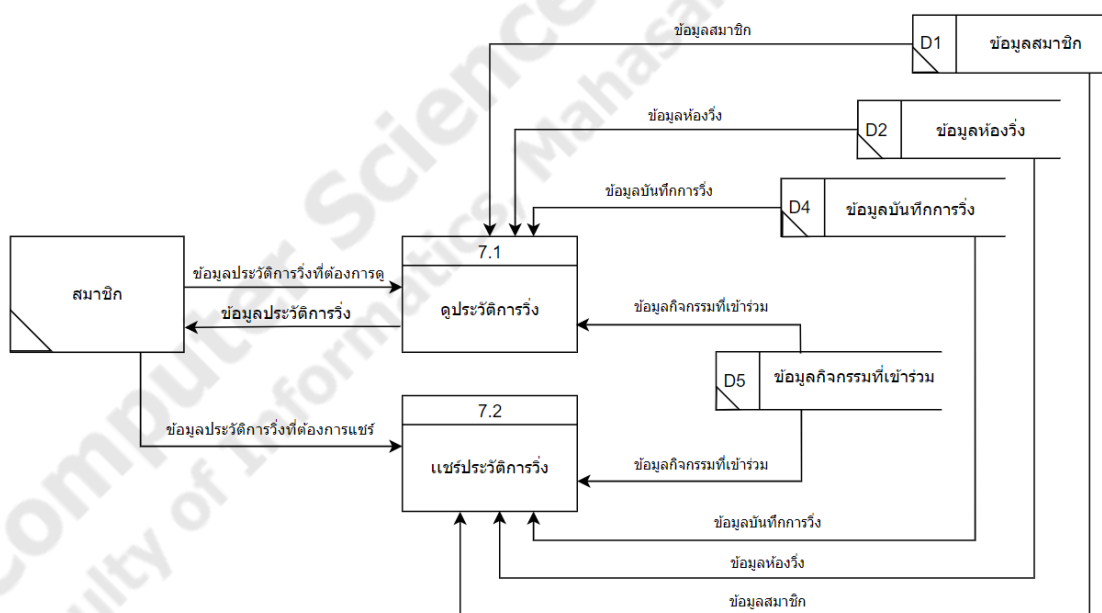 ข้อมูลสมาชิก
D1
ข้อมูลสมาชิก
ข้อมูลห้องวิ่ง
D2
ข้อมูลห้องวิ่ง
ข้อมูลบันทึกการวิ่ง
D4
ข้อมูลบันทึกการวิ่ง
สมาชิก
ข้อมูลประวัติการวิ่งที่ต้องการดู
ข้อมูลประวัติการวิ่ง
7.1
ดูประวัติการวิ่ง
ข้อมูลกิจกรรมที่เข้าร่วม
D5
ข้อมูลกิจกรรมที่เข้าร่วม
ข้อมูลประวัติการวิ่งที่ต้องการแชร์
7.2
แชร์ประวัติการวิ่ง
ข้อมูลกิจกรรมที่เข้าร่วม
ข้อมูลบันทึกการวิ่ง
ข้อมูลห้องวิ่ง
ข้อมูลสมาชิก
Computer Science
Faculty of Informatics, Mahasa